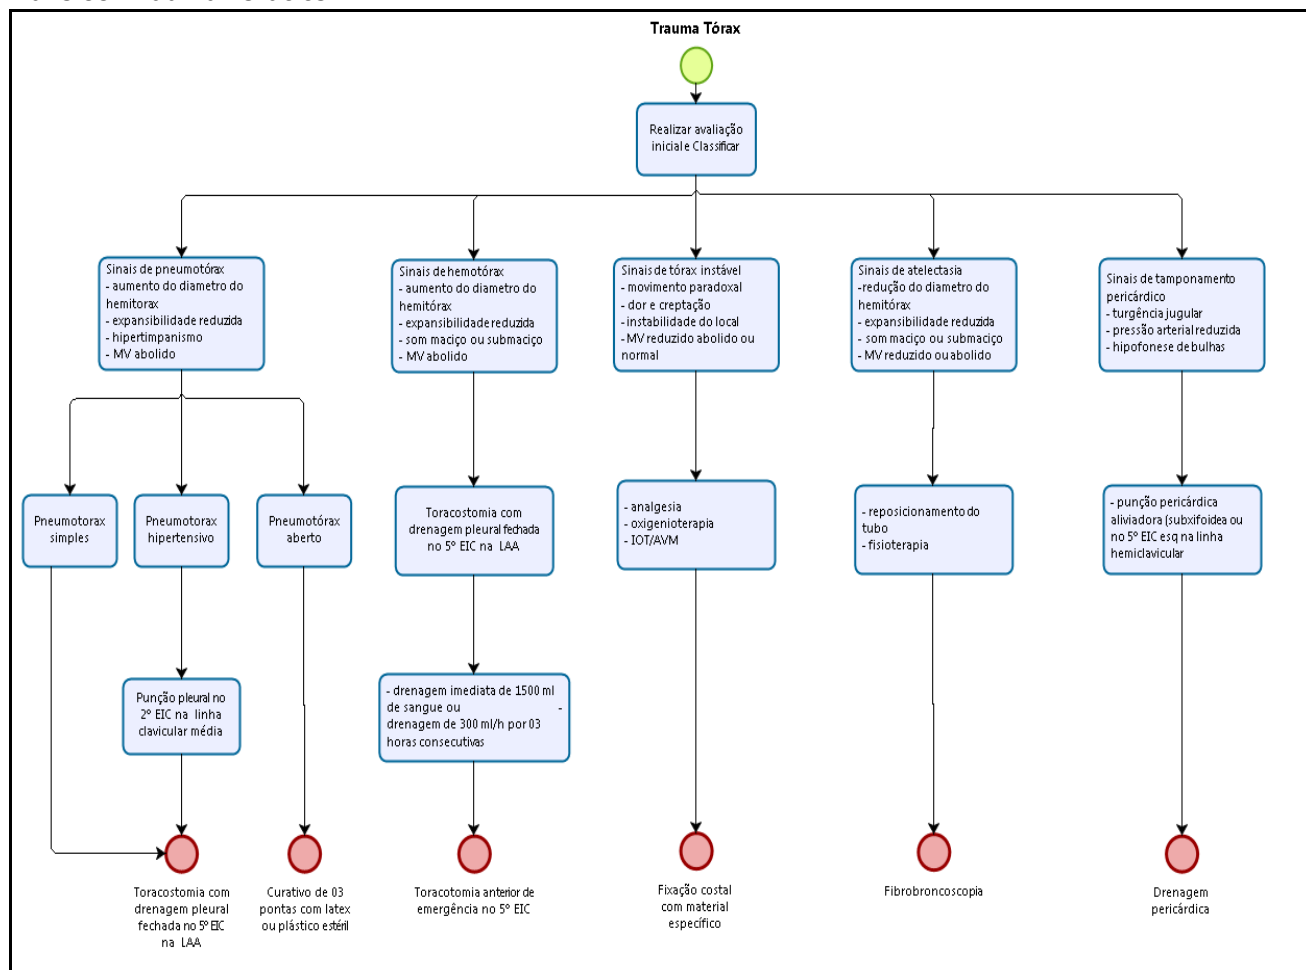 Trauma Tórax
Realizar avaliação
inicial e Classificar
Sinais de pneumotórax
- aumento do diametro do
hemitorax
- expansibilidade reduzida
- hipertimpanismo
- MV abolido
Sinais de hemotórax
- aumento do diametro do
hemitórax
- expansibilidade reduzida
- som maciço ou submaciço
- MV abolido
Sinais de tórax instável
- movimento paradoxal
- dor e creptação
- instabilidade do local
- MV reduzido abolido ou
normal
Sinais de atelectasia
-redução do diametro do
hemitórax
- expansibilidade reduzida
- som maciço ou submaciço
- MV reduzido ou abolido
Sinais de tamponamento
pericárdico
- turgência jugular
- pressão arterial reduzida
- hipofonese de bulhas
Pneumotorax
simples
Pneumotorax
hipertensivo
Pneumotórax
aberto
Toracostomia com
drenagem pleural fechada
no 5º EIC na LAA
- analgesia
- oxigenioterapia
- IOT/AVM
- reposicionamento do
tubo
- fisioterapia
- punção pericárdica
aliviadora (subxifoidea ou
no 5º EIC esq na linha
hemiclavicular
Punção pleural no
2º EIC na linha
clavicular média
- drenagem imediata de 1500 ml
de sangue ou -
drenagem de 300 ml/h por 03
horas consecutivas
Toracostomia com
drenagem pleural
fechada no 5º EIC
na LAA
Curativo de 03
pontas com latex
ou plástico estéril
Toracotomia anterior de
emergência no 5º EIC
Fixação costal
com material
específico
Fibrobroncoscopia
Drenagem
pericárdica